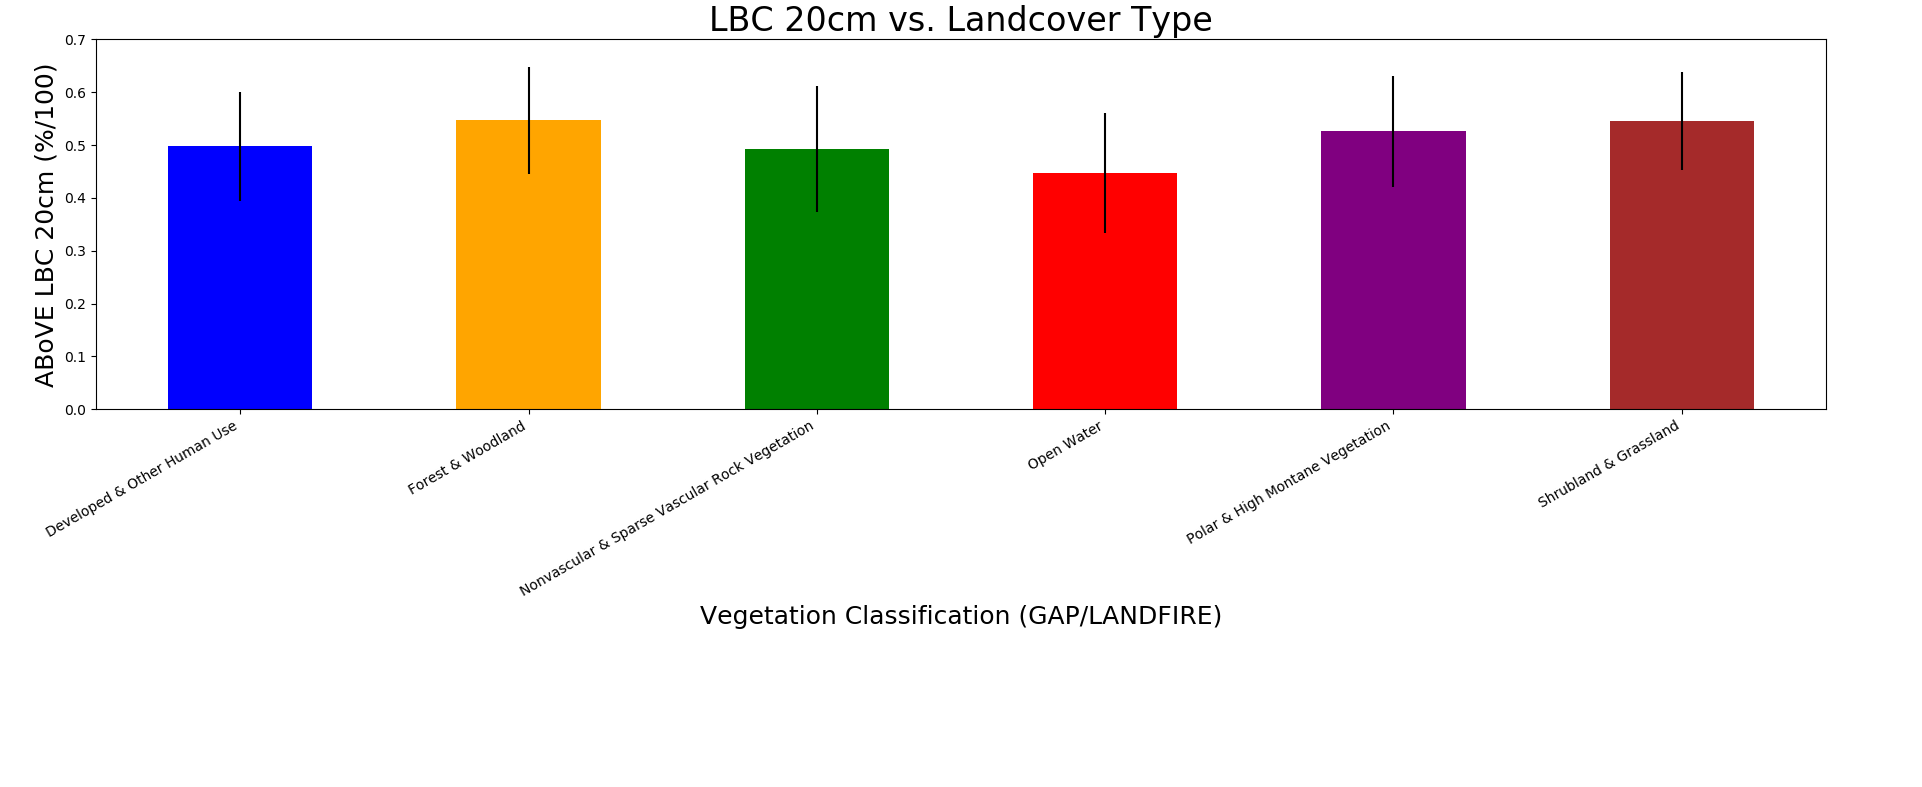 LBC 20cm vs. Landcover Type
ABoVE LBC 20cm (%/100)
0.7
0.6
0.5
0.4
0.3
0.2
0.1
0.0
Developed & Other Human Use
Forest & Woodland
Nonvascular & Sparse Vascular Rock Vegetation
Open Water
Polar & High Montane Vegetation
Shrubland & Grassland
Vegetation Classification (GAP/LANDFIRE)